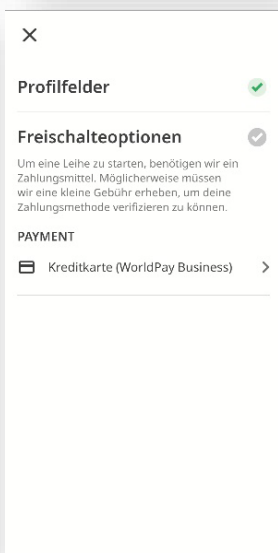 Profilfelder
Freischalteoptionen
Um eine Leihe zu starten, benötigen wir ein
Zahlungsmittel. Möglicherweise müssen
wir eine kleine Gebühr erheben, um deine
Zahlungsmethode verifizieren zu können.
PAYMENT
Kreditkarte (WorldPay Business)